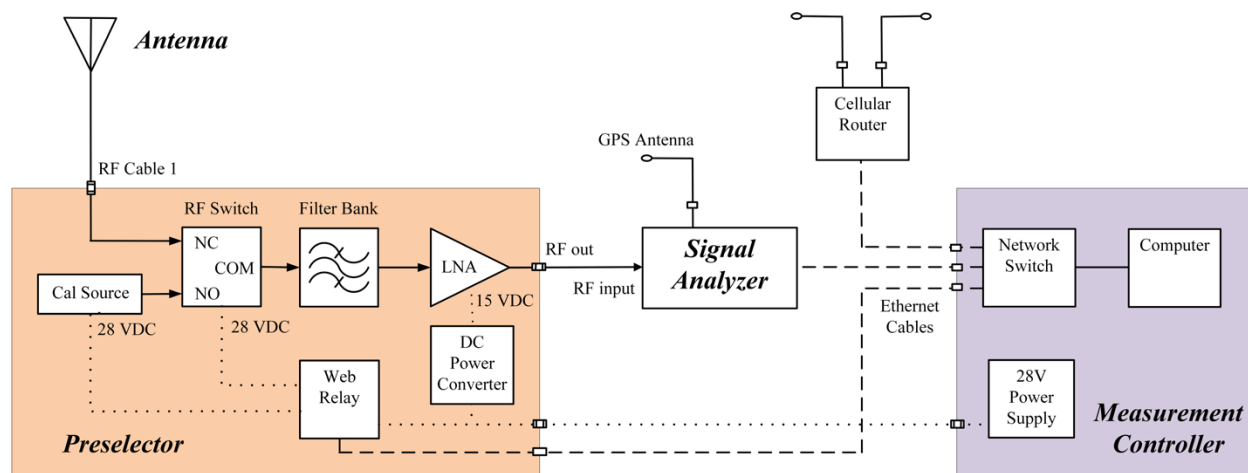 Antenna
Cellular
Router
GPS Antenna
RF Cable 1
RF Switch
Filter Bank
NC
COM
NO
Cal Source
28 VDC
28 VDC
LNA
15 VDC
RF out
RF input
Signal
Analyzer
Network
Switch
Computer
Ethernet
Cables
DC
Power
Converter
Web
Relay
28V
Power
Supply
Preselector
Measurement
Controller